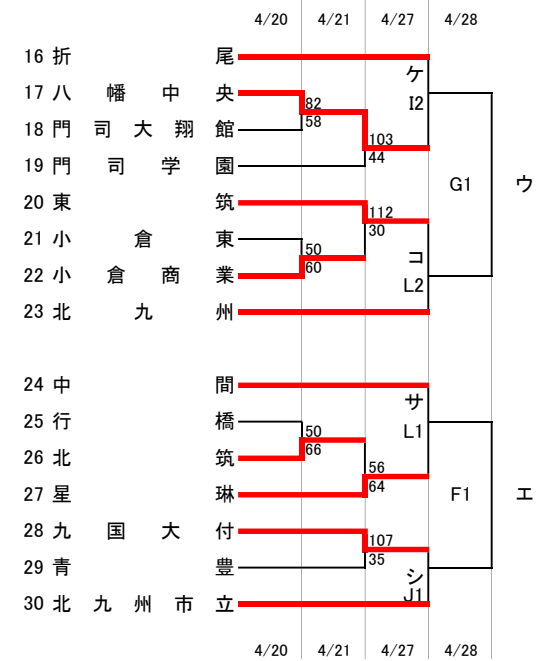 4/20 4/21 4/27 4/28
16 折尾
ケ
17 八幡中央
82
I2
18 門司大翔館
58
103
19 門司学園
44
G1 ウ
20 東筑
112
30
21 小倉東
50
コ
22 小倉商業
60
L2
23 北九州
24 中間
サ
25 行橋
50
L1
26 北筑
66
56
27 星琳
64
F1 エ
28 九国大付
107
35
29 青豊
シ
30 北九州市立
J1
4/20 4/21 4/27 4/28